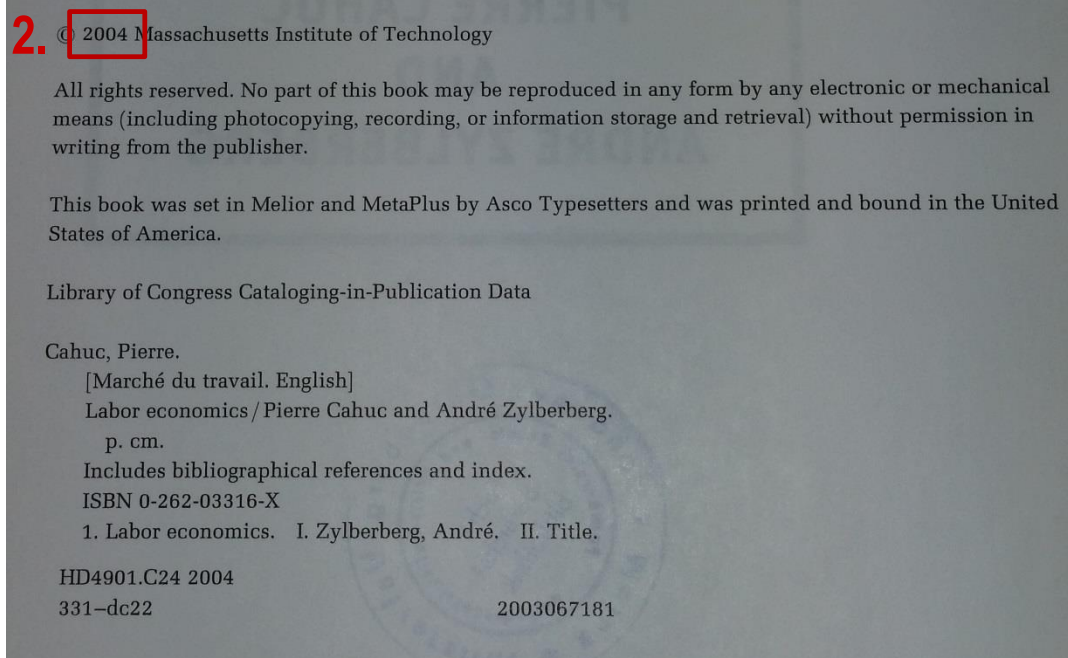 2. © 2004 Massachusetts Institute of Technology
All rights reserved. No part of this book may be reproduced in any form by any electronic or mechanical
means (including photocopying, recording, or information storage and retrieval) without permission in
writing from the publisher.
This book was set in Melior and MetaPlus by Asco Typesetters and was printed and bound in the United
States of America.
Library of Congress Cataloging-in-Publication Data
Cahuc, Pierre.
[Marché du travail. English]
Labor economics / Pierre Cahuc and André Zylberberg.
p. cm.
Includes bibliographical references and index.
ISBN 0-262-03316-X
1. Labor economics. I. Zylberberg, André. II. Title.
HD4901.C24 2004
331–dc22 2003067181